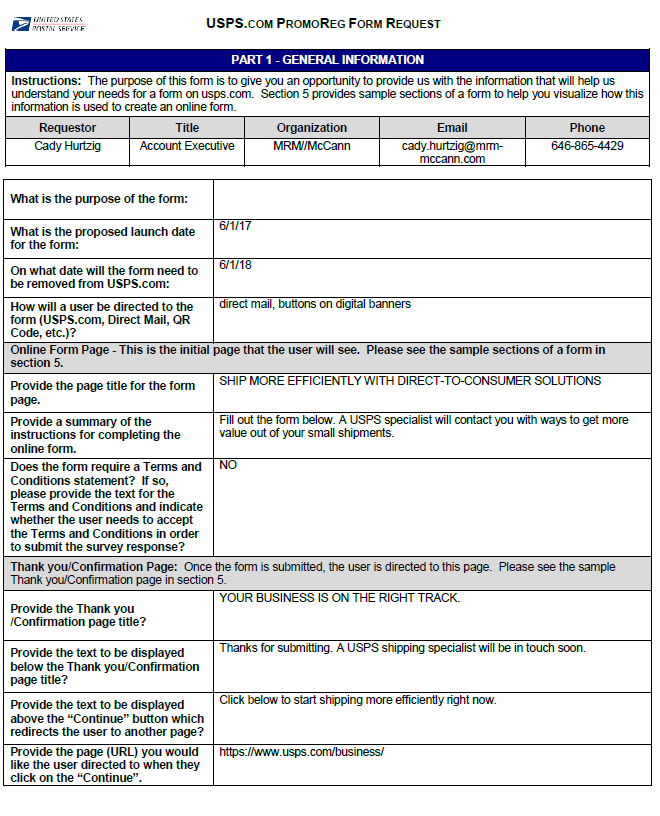 UNITED STATES
POSTAL SERVICE
USPS.COM PROMOREG FORM REQUEST
PART 1 - GENERAL INFORMATION
Instructions: The purpose of this form is to give you an opportunity to provide us with the information that will help us
understand your needs for a form on usps.com. Section 5 provides sample sections of a form to help you visualize how this
information is used to create an online form.
Requestor Title Organization Email Phone
Cady Hurtzig Account Executive MRM//McCann cady.hurtzig@mrm- 646-865-4429
mccann.com
What is the purpose of the form:
What is the proposed launch date 6/1/17
for the form:
On what date will the form need to 6/1/18
be removed from USPS.com:
How will a user be directed to the direct mail, buttons on digital banners
form (USPS.com, Direct Mail, QR
Code, etc.)?
Online Form Page - This is the initial page that the user will see. Please see the sample sections of a form in
section 5.
Provide the page title for the form SHIP MORE EFFICIENTLY WITH DIRECT-TO-CONSUMER SOLUTIONS
page.
Provide a summary of the Fill out the form below. A USPS specialist will contact you with ways to get more
instructions for completing the value out of your small shipments.
online form.
Does the form require a Terms and NO
Conditions statement? If so,
please provide the text for the
Terms and Conditions and indicate
whether the user needs to accept
the Terms and Conditions in order
to submit the survey response?
Thank you/Confirmation Page: Once the form is submitted, the user is directed to this page. Please see the sample
Thank you/Confirmation page in section 5.
Provide the Thank you YOUR BUSINESS IS ON THE RIGHT TRACK.
/Confirmation page title?
Provide the text to be displayed Thanks for submitting. A USPS shipping specialist will be in touch soon.
below the Thank you/Confirmation
page title?
Provide the text to be displayed Click below to start shipping more efficiently right now.
above the “Continue” button which
redirects the user to another page?
Provide the page (URL) you would https://www.usps.com/business/
like the user directed to when they
click on the “Continue”.